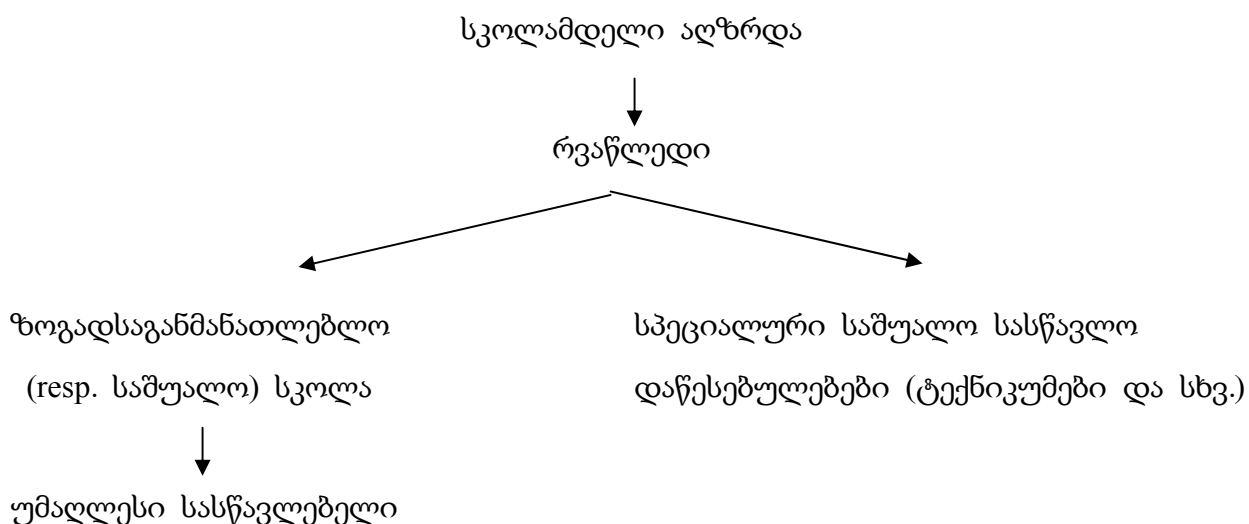 სკოლამდელი აღზრდა
რვაწლედი
ზოგადსაგანმანათლებლო
(resp. საშუალო) სკოლა
უმაღლესი სასწავლებელი
სპეციალური საშუალო სასწავლო
დაწესებულებები (ტექნიკუმები და სხვ.)